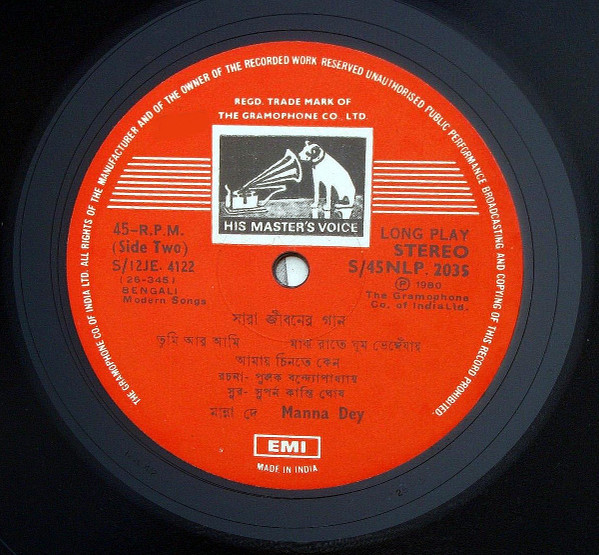 THE GRAMOPHONE CO. OF INDIA LTD. ALL RIGHTS OF THE MANUFACTURER AND OF THE OWNER OF THE RECORDED WORK RESERVED UNAUTHORISED PUBLIC PERFORMANCE BROADCASTING AND COPYING OF THIS RECORD PROHIBITED.
REGD. TRADE MARK OF
THE GRAMOPHONE CO. LTD.
HIS MASTER'S VOICE
45-R.P.M.
(Side Two)
S/12JE. 4122
(26-345)
BENGALI
Modern Songs
LONG PLAY
STEREO
S/45NLP. 2035
Ⓟ 1980
The Gramophone
Co. of India Ltd.
সারা জীবনের গান
তুমি আর আমি মাঝ রাতে ঘুম ভেঙ্গেযায়
আমায় চিনতে কেন
রচনা- পুলক বন্দ্যোপাধ্যায়
সুর- সুপন কান্তি ঘোষ
মান্না দে Manna Dey
EMI
MADE IN INDIA